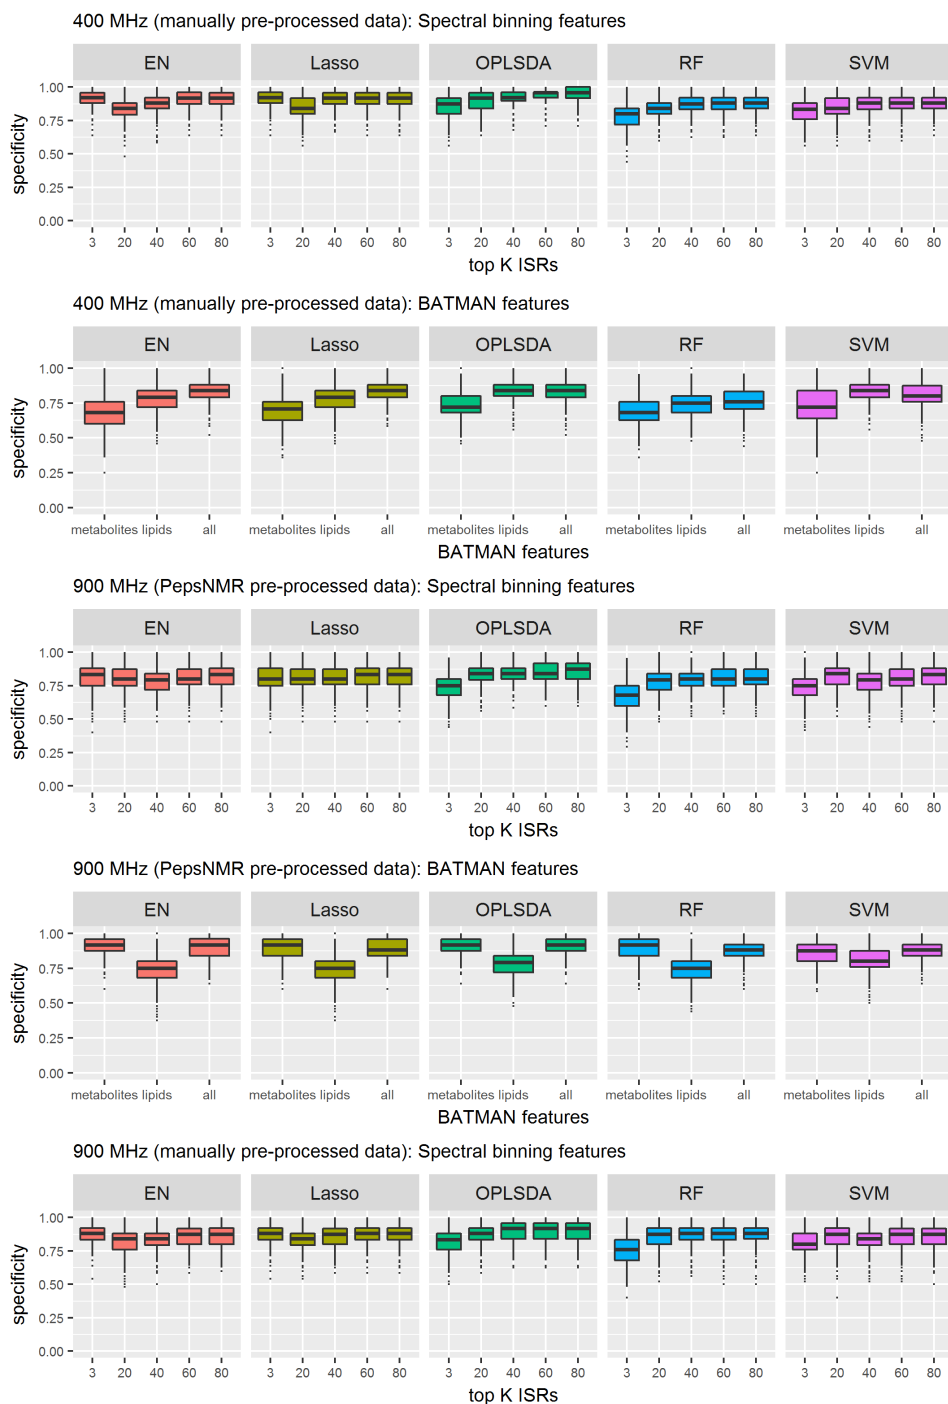 400 MHz (manually pre-processed data): Spectral binning features
EN Lasso OPLSDA RF SVM
1.00
0.75
0.50
0.25
0.00
specificity
3 20 40 60 80 3 20 40 60 80 3 20 40 60 80 3 20 40 60 80 3 20 40 60 80
top K ISRs
400 MHz (manually pre-processed data): BATMAN features
EN Lasso OPLSDA RF SVM
1.00
0.75
0.50
0.25
0.00
specificity
metabolites lipids all metabolites lipids all metabolites lipids all metabolites lipids all metabolites lipids all
BATMAN features
900 MHz (PepsNMR pre-processed data): Spectral binning features
EN Lasso OPLSDA RF SVM
1.00
0.75
0.50
0.25
0.00
specificity
3 20 40 60 80 3 20 40 60 80 3 20 40 60 80 3 20 40 60 80 3 20 40 60 80
top K ISRs
900 MHz (PepsNMR pre-processed data): BATMAN features
EN Lasso OPLSDA RF SVM
1.00
0.75
0.50
0.25
0.00
specificity
metabolites lipids all metabolites lipids all metabolites lipids all metabolites lipids all metabolites lipids all
BATMAN features
900 MHz (manually pre-processed data): Spectral binning features
EN Lasso OPLSDA RF SVM
1.00
0.75
0.50
0.25
0.00
specificity
3 20 40 60 80 3 20 40 60 80 3 20 40 60 80 3 20 40 60 80 3 20 40 60 80
top K ISRs